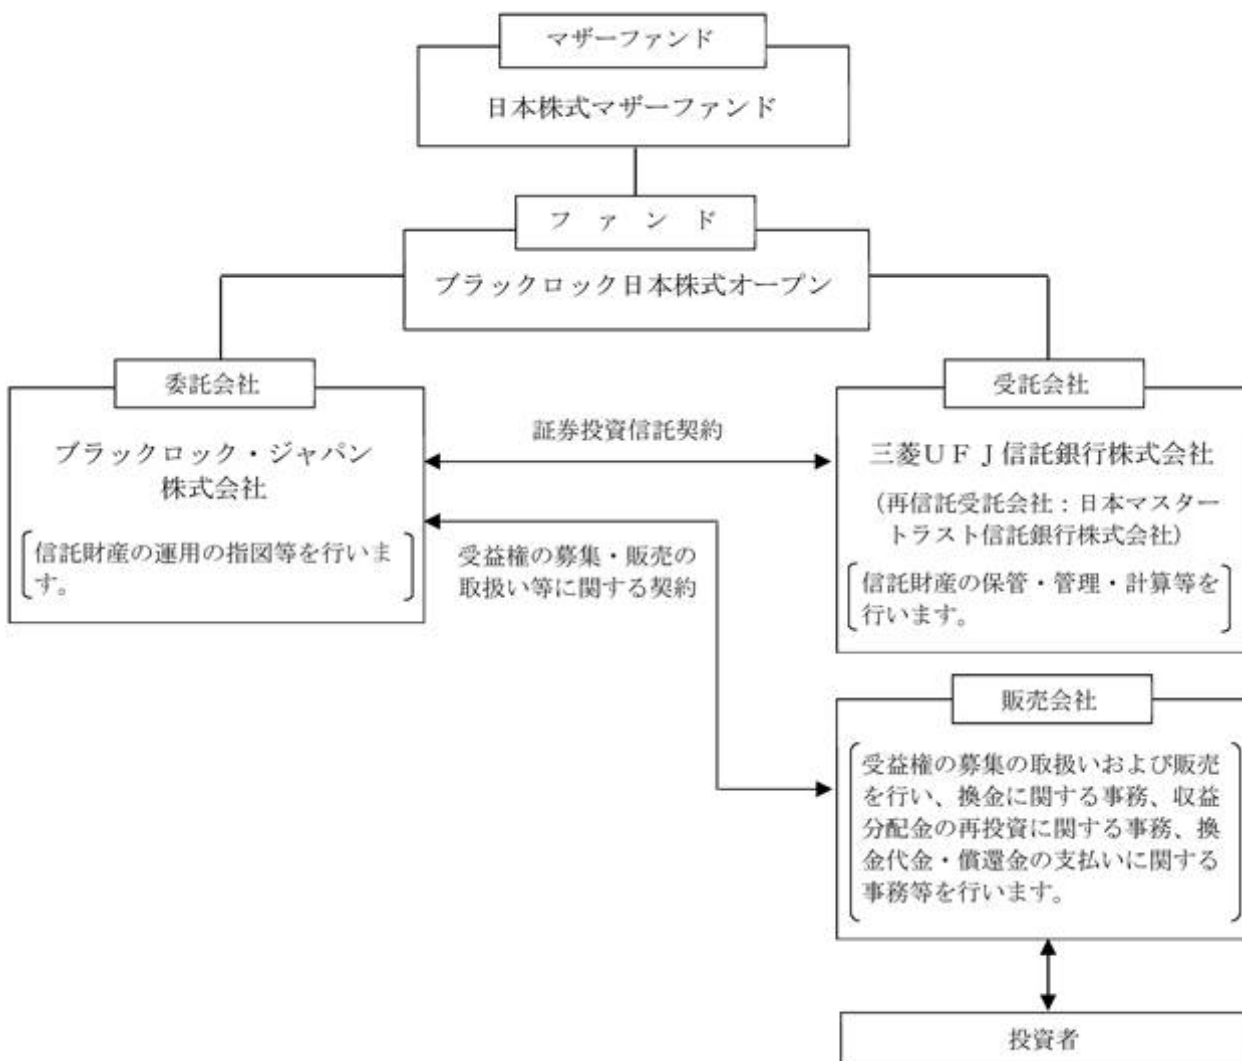 マザーファンド
日本株式マザーファンド
ファンド
ブラックロック日本株式オープン
委託会社
ブラックロック・ジャパン
株式会社
信託財産の運用の指図等を行いま
す。
証券投資信託契約
受益権の募集・販売の
取扱い等に関する契約
受託会社
三菱UFJ信託銀行株式会社
(再信託受託会社：日本マスター
トラスト信託銀行株式会社)
信託財産の保管・管理・計算等を
行います。
販売会社
受益権の募集の取扱いおよび販売
を行い、換金に関する事務、収益
分配金の再投資に関する事務、換
金代金・償還金の支払いに関する
事務等を行います。
投資者